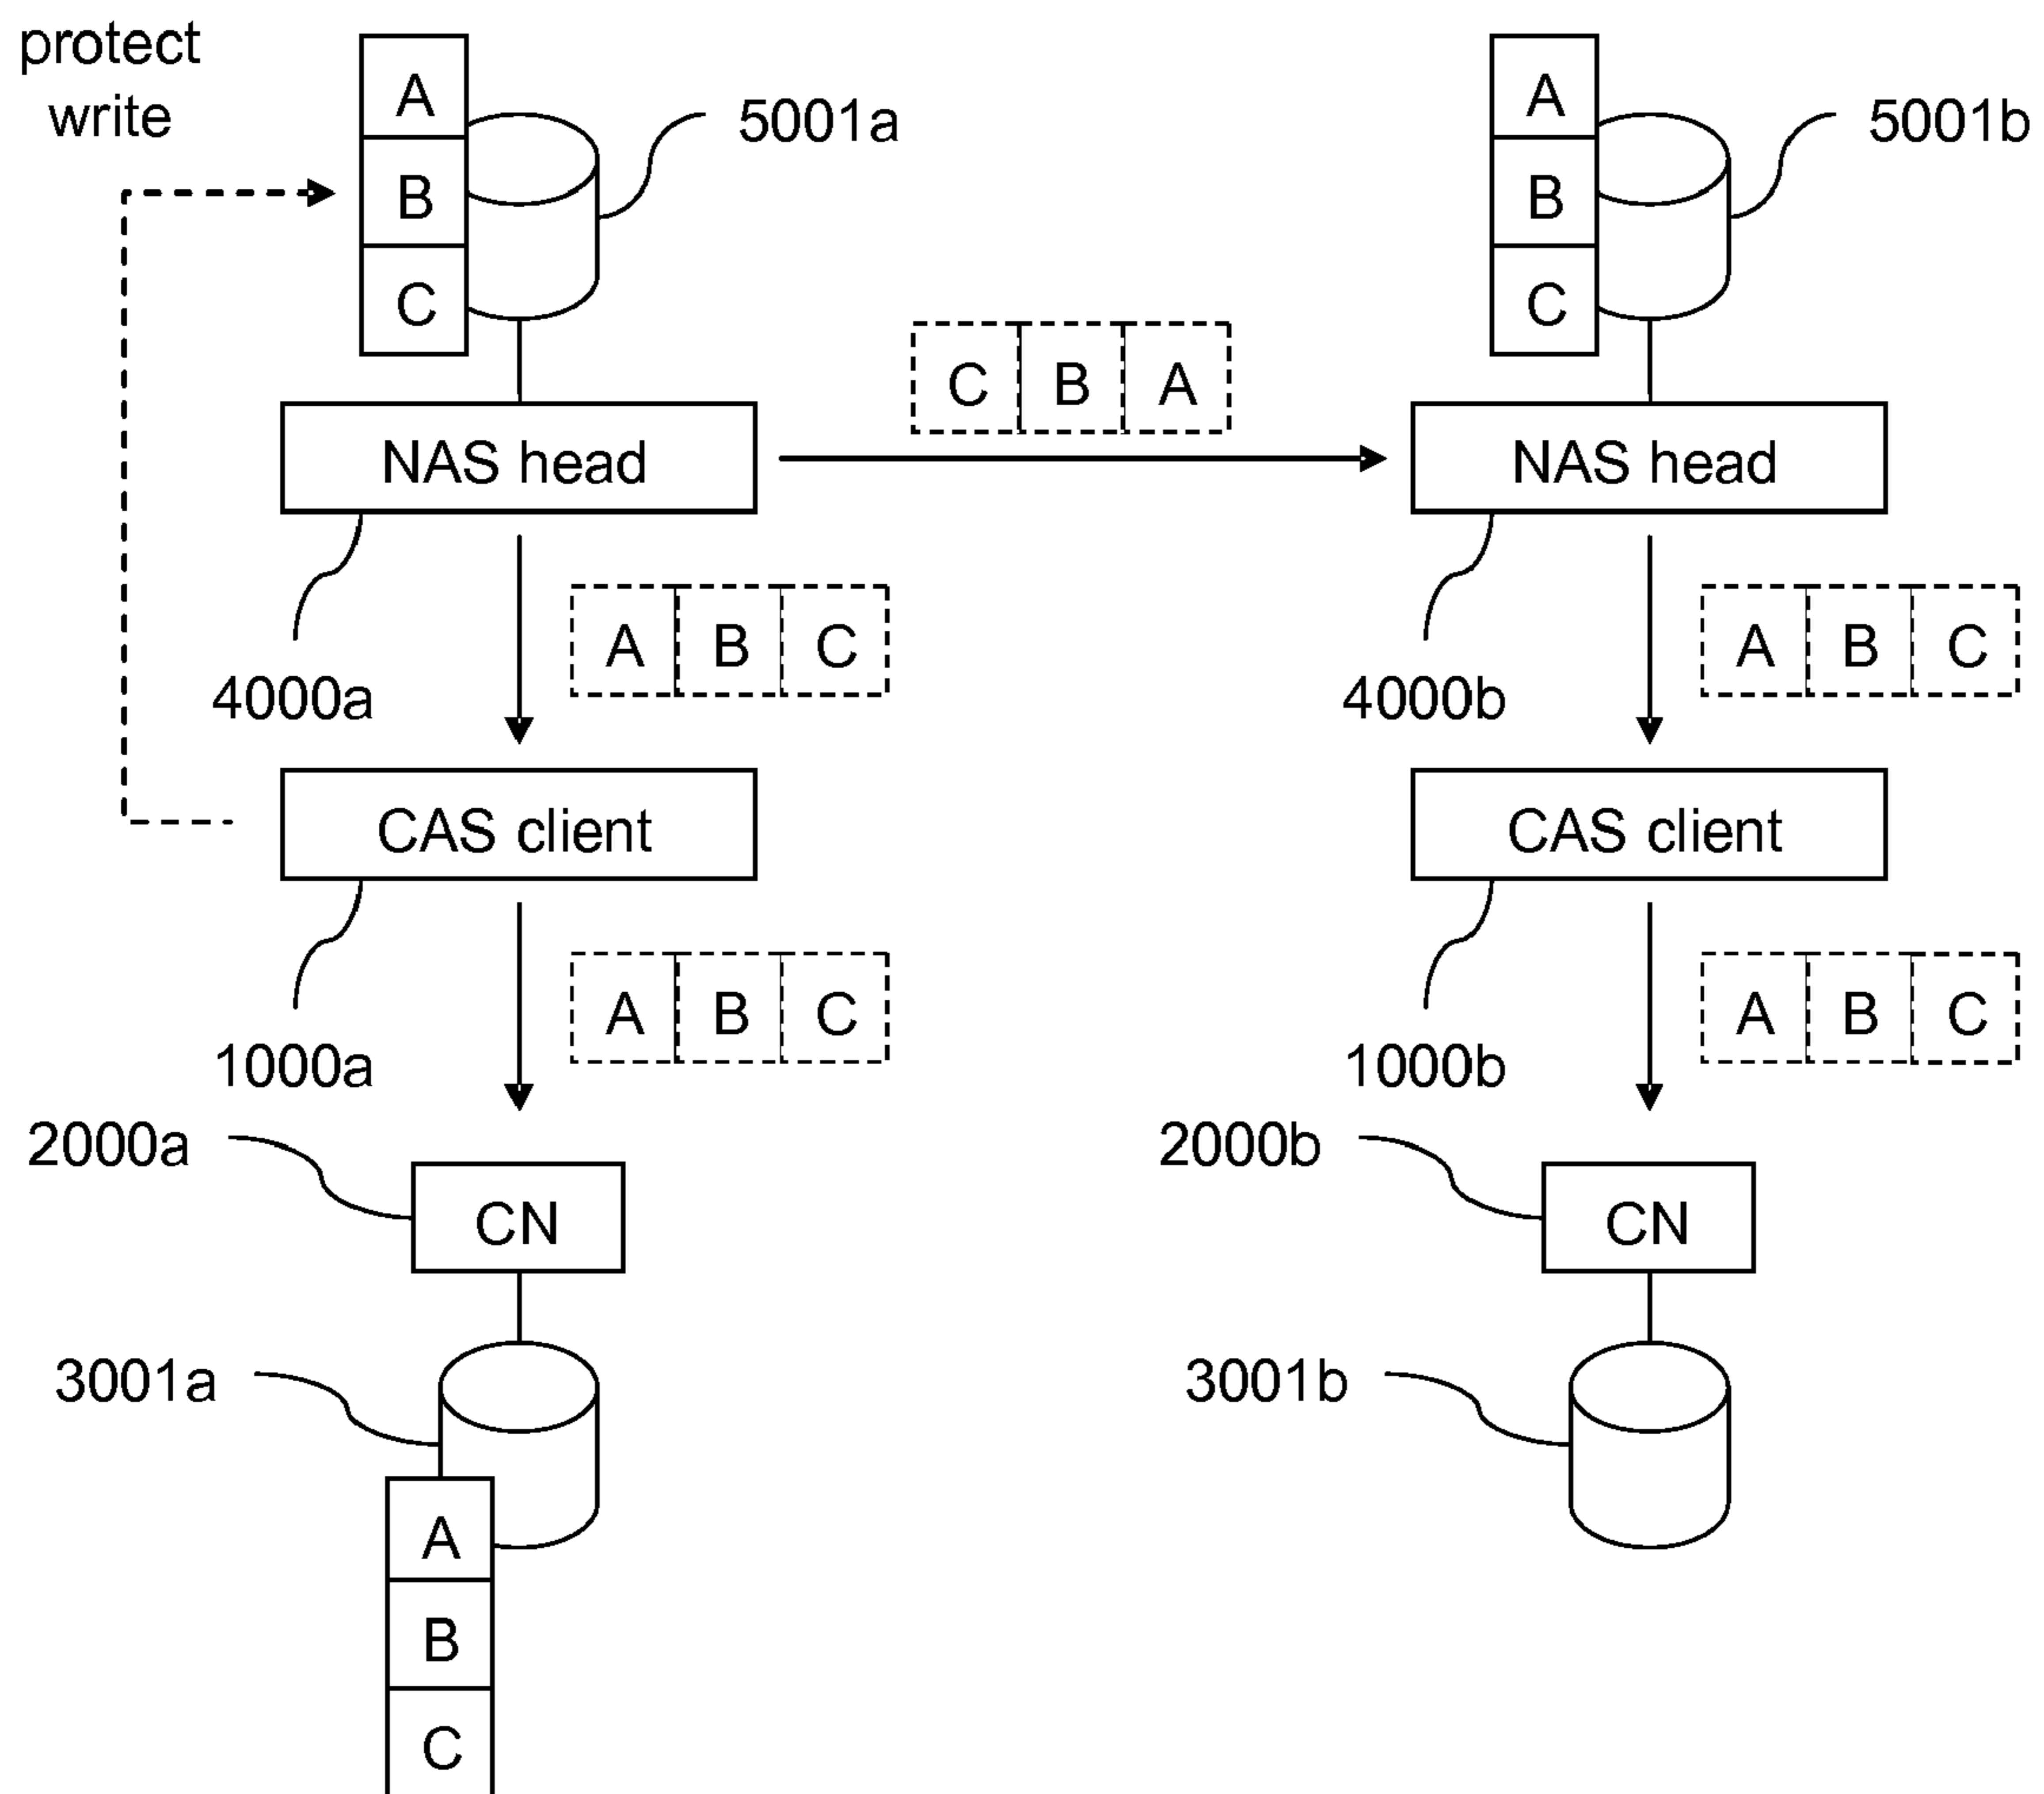 protect
write
A
B
C
5001a
A
B
C
5001b
C B A
NAS head
NAS head
A B C
A B C
4000a
4000b
CAS client
CAS client
A B C
A B C
1000a
1000b
2000a
2000b
CN
CN
3001a
3001b
A
B
C